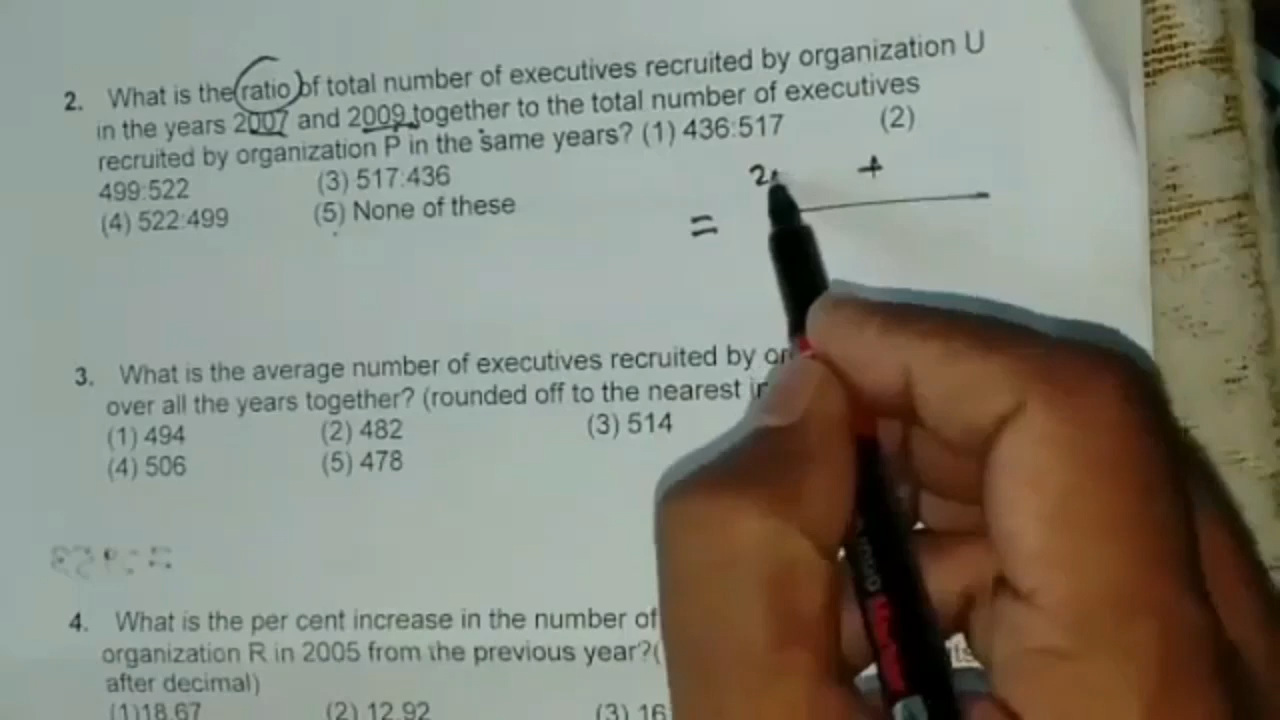 2. What is the ratio of total number of executives recruited by organization U
in the years 2007 and 2009 together to the total number of executives
recruited by organization P in the same years? (1) 436:517 (2)
499:522 (3) 517:436
(4) 522:499 (5) None of these
+
=
3. What is the average number of executives recruited by
over all the years together? (rounded off to the nearest
(1) 494 (2) 482 (3) 514
(4) 506 (5) 478
4. What is the per cent increase in the number of
organization R in 2005 from the previous year?(
after decimal)
(1)18.67 (2) 12.92 (3) 16